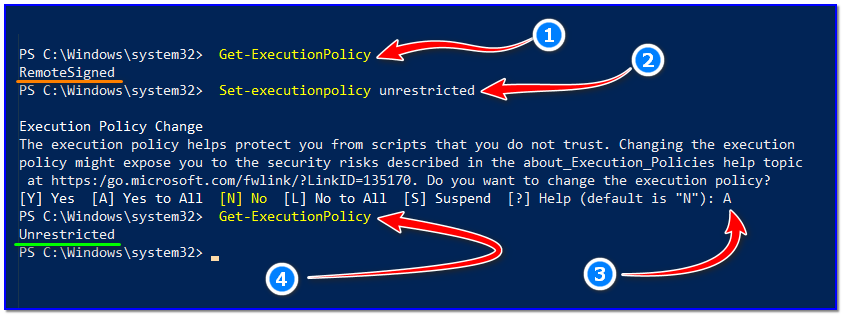 PS C:\Windows\system32> Get-ExecutionPolicy
1
RemoteSigned
PS C:\Windows\system32> Set-executionpolicy unrestricted
2
Execution Policy Change
The execution policy helps protect you from scripts that you do not trust. Changing the execution
policy might expose you to the security risks described in the about_Execution_Policies help topic
at https:/go.microsoft.com/fwlink/?LinkID=135170. Do you want to change the execution policy?
[Y] Yes [A] Yes to All [N] No [L] No to All [S] Suspend [?] Help (default is "N"): A
3
PS C:\Windows\system32> Get-ExecutionPolicy
4
Unrestricted
PS C:\Windows\system32>